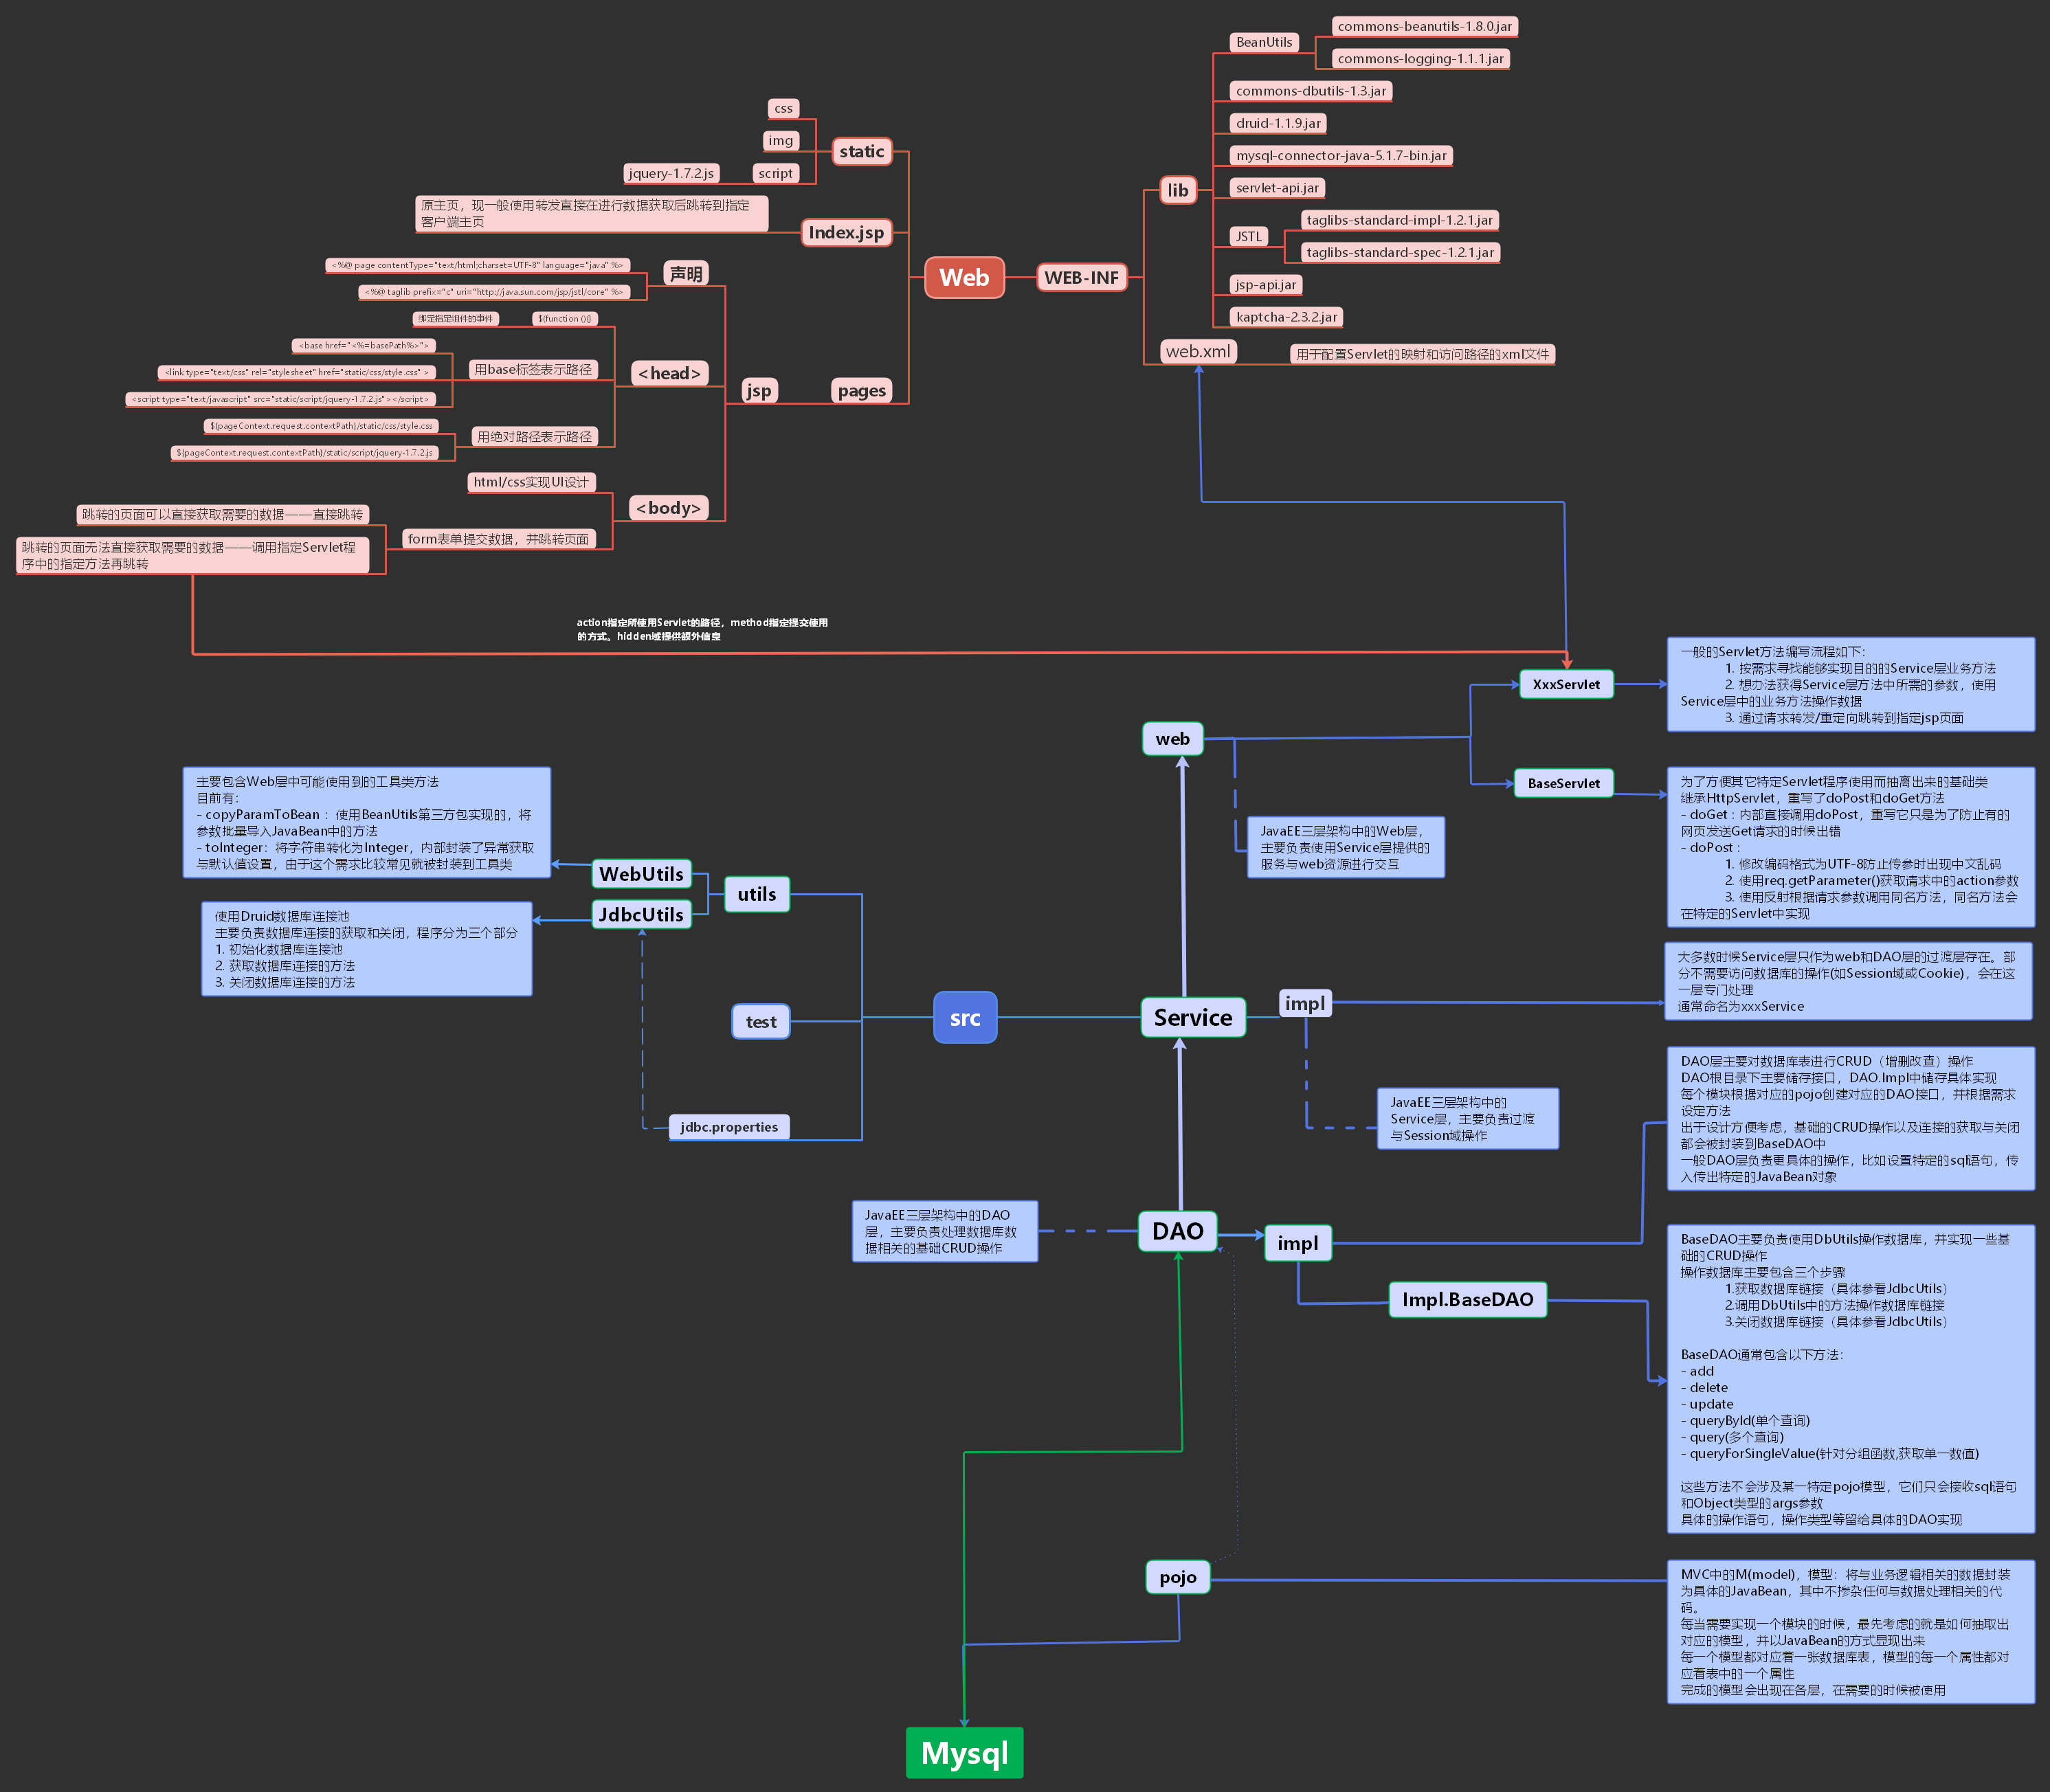 commons-beanutils-1.8.0.jar
BeanUtils
commons-logging-1.1.1.jar
commons-dbutils-1.3.jar
druid-1.1.9.jar
mysql-connector-java-5.1.7-bin.jar
lib
servlet-api.jar
taglibs-standard-impl-1.2.1.jar
JSTL
taglibs-standard-spec-1.2.1.jar
jsp-api.jar
kaptcha-2.3.2.jar
WEB-INF
web.xml
用于配置Servlet的映射和访问路径的xml文件
Web
css
img
static
jquery-1.7.2.js
script
原主页，现一般使用转发直接在进行数据获取后跳转到指定
客户端主页
Index.jsp
<%@ page contentType="text/html;charset=UTF-8" language="java" %>
声明
<%@ taglib prefix="c" uri="http://java.sun.com/jsp/jstl/core" %>
绑定指定组件的事件
$(function (){}
<base href="<%=basePath%>">
<link type="text/css" rel="stylesheet" href="static/css/style.css" >
用base标签表示路径
<head>
<script type="text/javascript" src="static/script/jquery-1.7.2.js"></script>
jsp
pages
${pageContext.request.contextPath}/static/css/style.css
用绝对路径表示路径
${pageContext.request.contextPath}/static/script/jquery-1.7.2.js
html/css实现UI设计
<body>
跳转的页面可以直接获取需要的数据——直接跳转
form表单提交数据，并跳转页面
跳转的页面无法直接获取需要的数据——调用指定Servlet程
序中的指定方法再跳转
action指定所使用Servlet的路径，method指定提交使用
的方式。hidden域提供额外信息
XxxServlet
一般的Servlet方法编写流程如下：
1. 按需求寻找能够实现目的的Service层业务方法
2. 想办法获得Service层方法中所需的参数，使用
Service层中的业务方法操作数据
3. 通过请求转发/重定向跳转到指定jsp页面
web
BaseServlet
为了方便其它特定Servlet程序使用而抽离出来的基础类
继承HttpServlet，重写了doPost和doGet方法
- doGet : 内部直接调用doPost，重写它只是为了防止有的
网页发送Get请求的时候出错
- doPost :
1. 修改编码格式为UTF-8防止传参时出现中文乱码
2. 使用req.getParameter()获取请求中的action参数
3. 使用反射根据请求参数调用同名方法，同名方法会
在特定的Servlet中实现
JavaEE三层架构中的Web层，
主要负责使用Service层提供的
服务与web资源进行交互
主要包含Web层中可能使用到的工具类方法
目前有：
- copyParamToBean ：使用BeanUtils第三方包实现的，将
参数批量导入JavaBean中的方法
- toInteger：将字符串转化为Integer，内部封装了异常获取
与默认值设置，由于这个需求比较常见就被封装到工具类
WebUtils
utils
JdbcUtils
使用Druid数据库连接池
主要负责数据库连接的获取和关闭，程序分为三个部分
1. 初始化数据库连接池
2. 获取数据库连接的方法
3. 关闭数据库连接的方法
test
src
jdbc.properties
Service
impl
大多数时候Service层只作为web和DAO层的过渡层存在。部
分不需要访问数据库的操作(如Session域或Cookie)，会在这
一层专门处理
通常命名为xxxService
JavaEE三层架构中的
Service层，主要负责过渡
与Session域操作
DAO层主要对数据库表进行CRUD（增删改查）操作
DAO根目录下主要储存接口，DAO.Impl中储存具体实现
每个模块根据对应的pojo创建对应的DAO接口，并根据需求
设定方法
出于设计方便考虑，基础的CRUD操作以及连接的获取与关闭
都会被封装到BaseDAO中
一般DAO层负责更具体的操作，比如设置特定的sql语句，传
入传出特定的JavaBean对象
JavaEE三层架构中的DAO
层，主要负责处理数据库数
据相关的基础CRUD操作
DAO
impl
Impl.BaseDAO
BaseDAO主要负责使用DbUtils操作数据库，并实现一些基
础的CRUD操作
操作数据库主要包含三个步骤
1.获取数据库链接（具体参看JdbcUtils）
2.调用DbUtils中的方法操作数据库链接
3.关闭数据库链接（具体参看JdbcUtils）
BaseDAO通常包含以下方法：
- add
- delete
- update
- queryById(单个查询)
- query(多个查询)
- queryForSingleValue(针对分组函数,获取单一数值)
这些方法不会涉及某一特定pojo模型，它们只会接收sql语句
和Object类型的args参数
具体的操作语句，操作类型等留给具体的DAO实现
pojo
MVC中的M(model)，模型：将与业务逻辑相关的数据封装
为具体的JavaBean，其中不掺杂任何与数据处理相关的代
码。
每当需要实现一个模块的时候，最先考虑的就是如何抽取出
对应的模型，并以JavaBean的方式显现出来
每一个模型都对应着一张数据库表，模型的每一个属性都对
应着表中的一个属性
完成的模型会出现在各层，在需要的时候被使用
Mysql